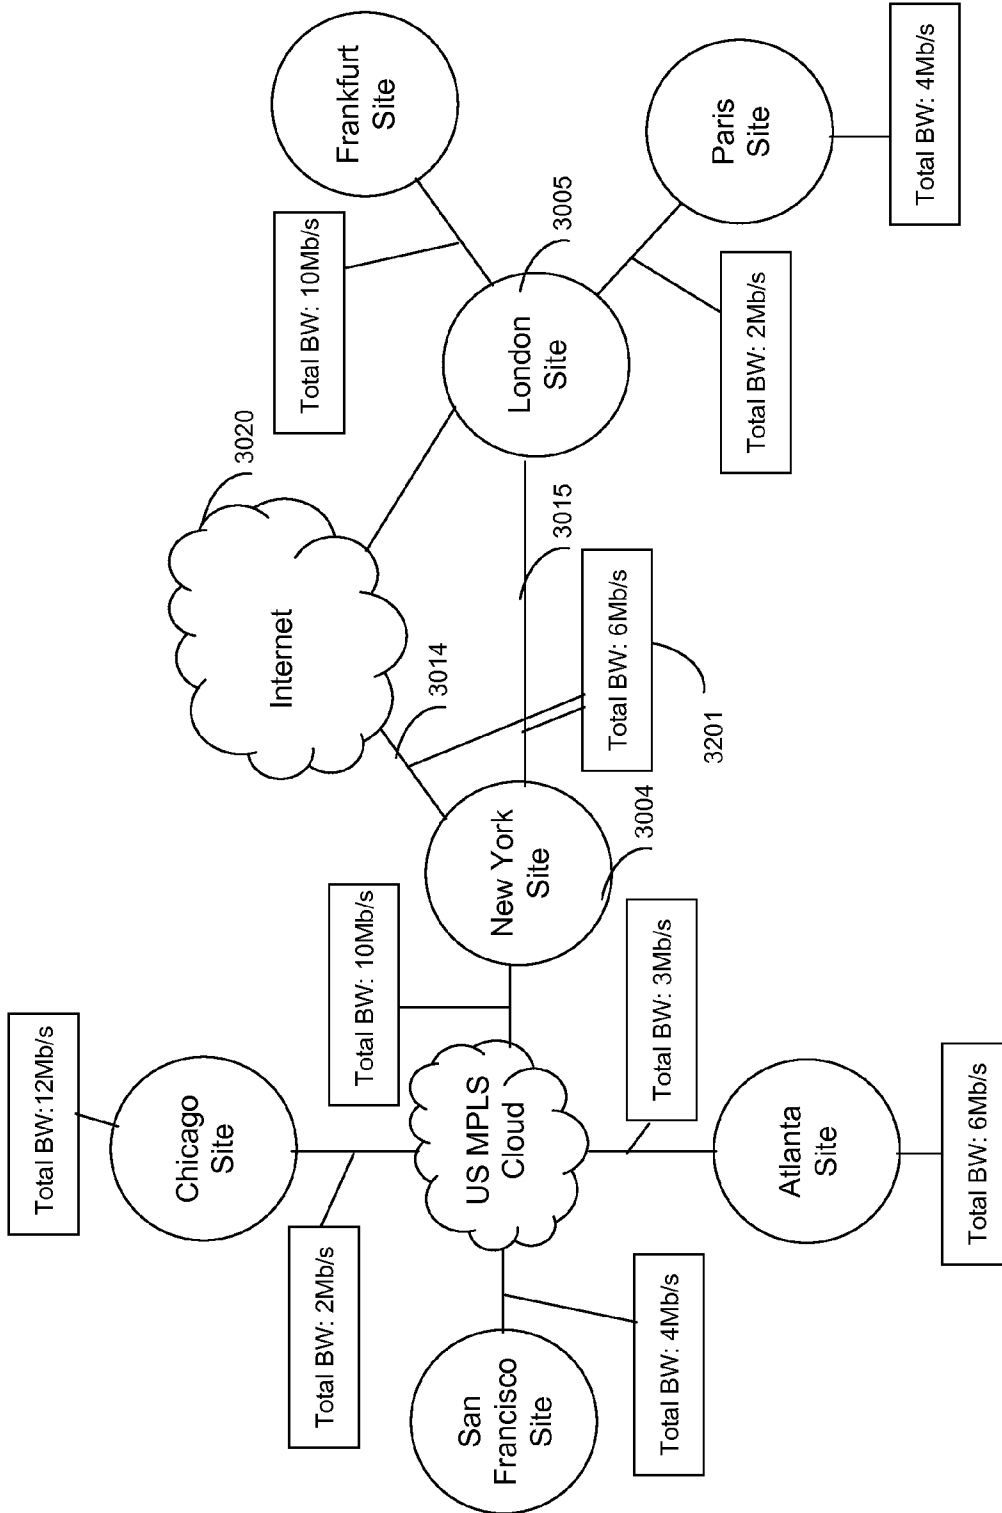 Total BW:12Mb/s
Chicago
Site
Total BW: 2Mb/s
Total BW: 10Mb/s
San
Francisco
Site
US MPLS
Cloud
Total BW: 4Mb/s
Atlanta
Site
Total BW: 3Mb/s
Total BW: 6Mb/s
New York
Site
3004
Internet
3020
3014
3015
Total BW: 6Mb/s
3201
London
Site
3005
Total BW: 10Mb/s
Frankfurt
Site
Total BW: 2Mb/s
Paris
Site
Total BW: 4Mb/s